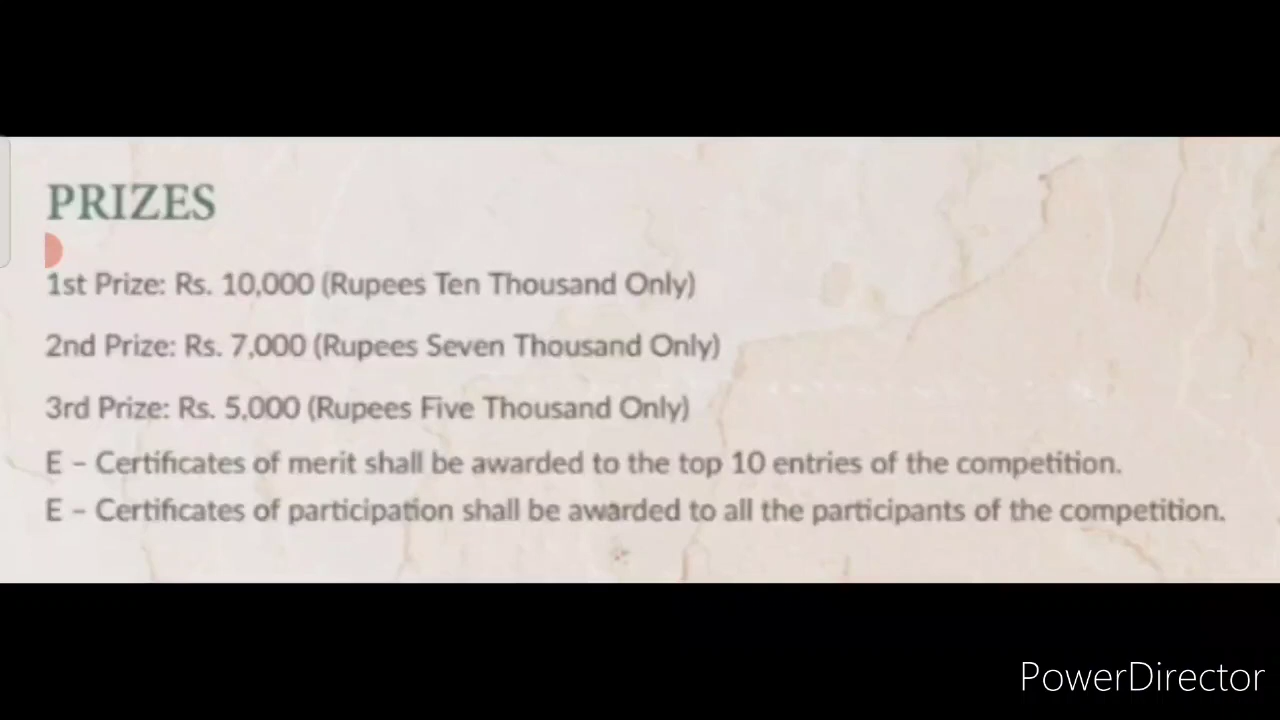 PRIZES
1st Prize: Rs. 10,000 (Rupees Ten Thousand Only)
2nd Prize: Rs. 7,000 (Rupees Seven Thousand Only)
3rd Prize: Rs. 5,000 (Rupees Five Thousand Only)
E – Certificates of merit shall be awarded to the top 10 entries of the competition.
E – Certificates of participation shall be awarded to all the participants of the competition.
PowerDirector